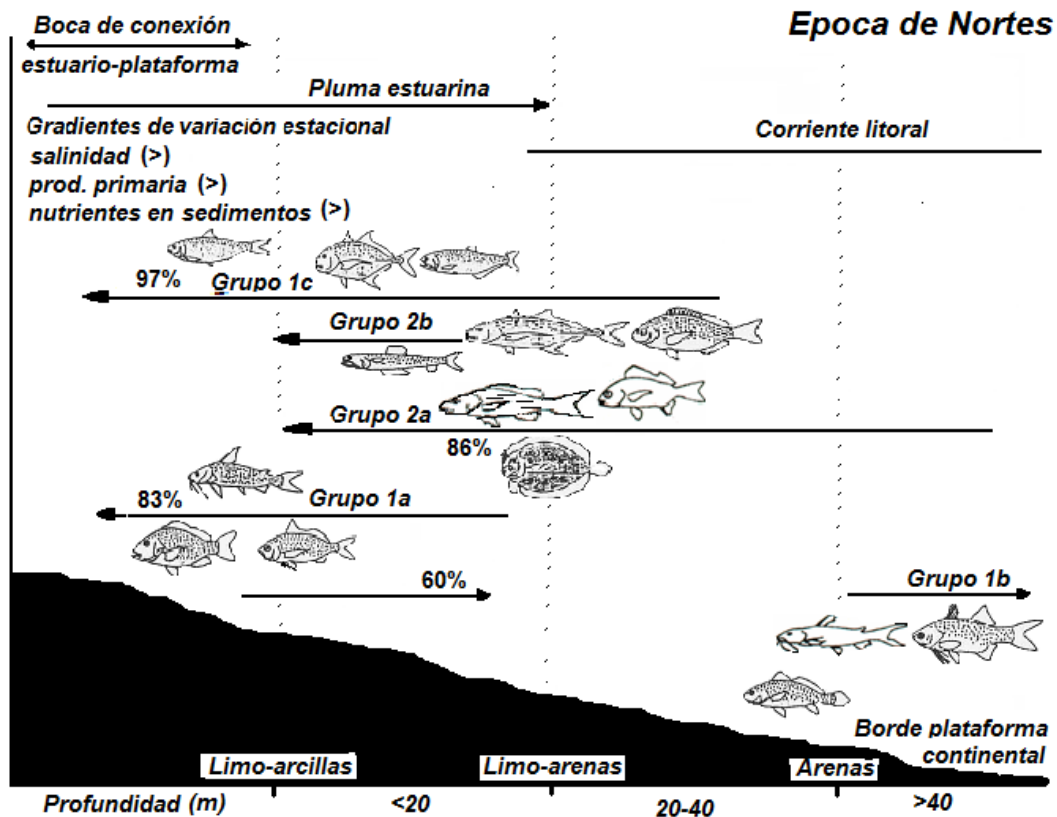 Epoca de Nortes
Boca de conexión
estuario-plataforma
Pluma estuarina
Corriente litoral
Gradientes de variación estacional
salinidad (>)
prod. primaria (>)
nutrientes en sedimentos (>)
97% Grupo 1c
Grupo 2b
Grupo 2a
86%
83% Grupo 1a
60%
Grupo 1b
Borde plataforma
continental
Limo-arcillas Limo-arenas Arenas
Profundidad (m) <20 20-40 >40